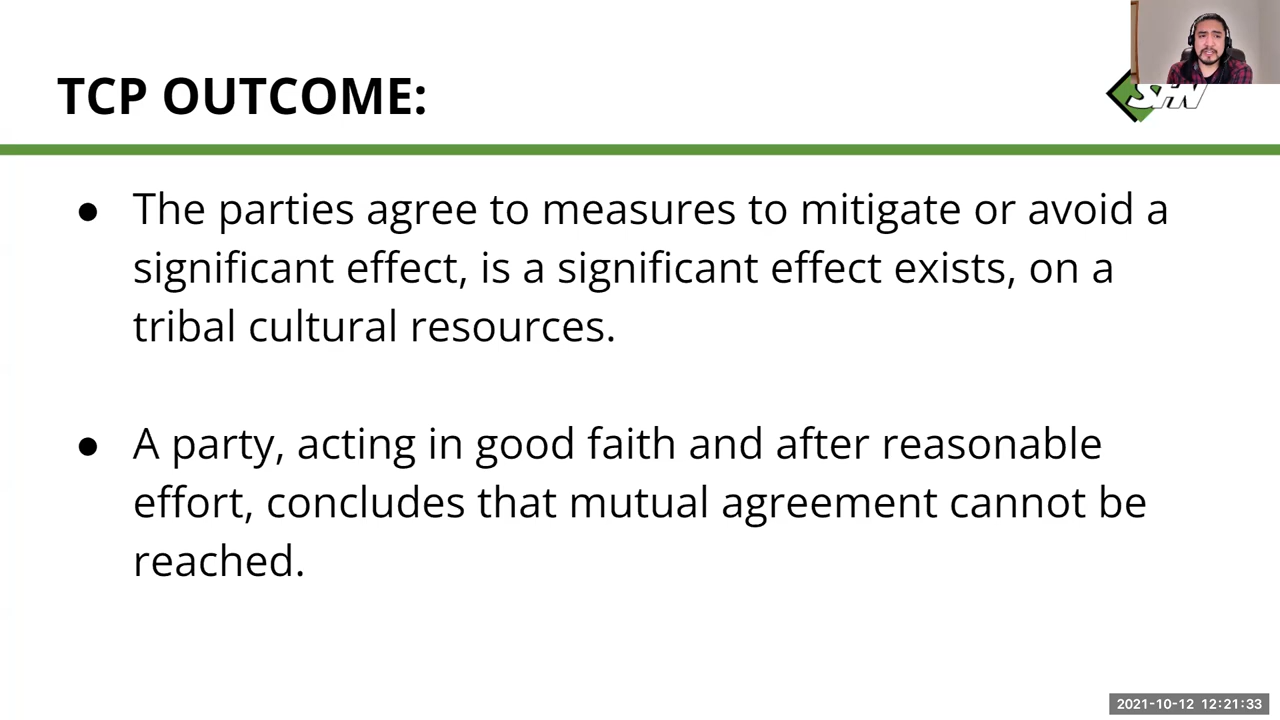 TCP OUTCOME:
SHN
● The parties agree to measures to mitigate or avoid a
significant effect, is a significant effect exists, on a
tribal cultural resources.
● A party, acting in good faith and after reasonable
effort, concludes that mutual agreement cannot be
reached.
2021-10-12 12:21:33